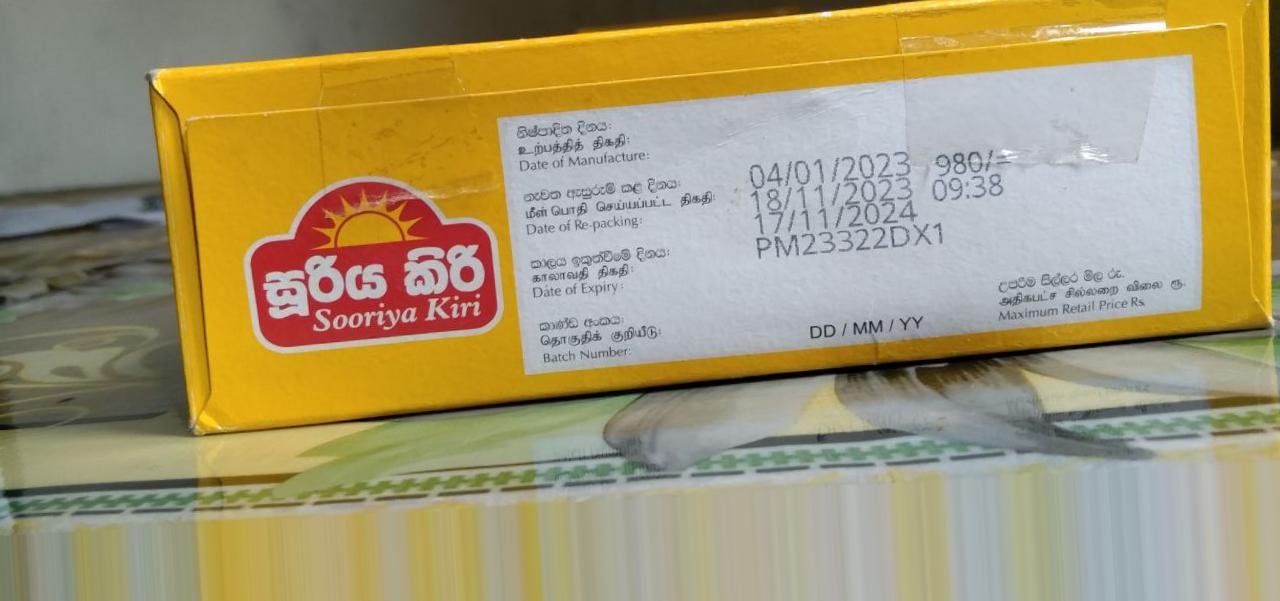 සූරිය කිරි
Sooriya Kiri
නිෂ්පාදිත දිනය:
உற்பத்தித் திகதி:
Date of Manufacture:
නැවත ඇසුරුම් කළ දිනය:
மீள் பொதி செய்யப்பட்ட திகதி:
Date of Re-packing:
කාලය ඉකුත්වීමේ දිනය:
காலாவதி திகதி:
Date of Expiry:
කාණ්ඩ අංකය:
தொகுதிக் குறியீடு:
Batch Number:
04/01/2023 980/=
18/11/2023 09:38
17/11/2024
PM23322DX1
DD / MM / YY
උපරිම සිල්ලර මිල රු.
அதிகபட்ச சில்லறை விலை ரூ.
Maximum Retail Price Rs.